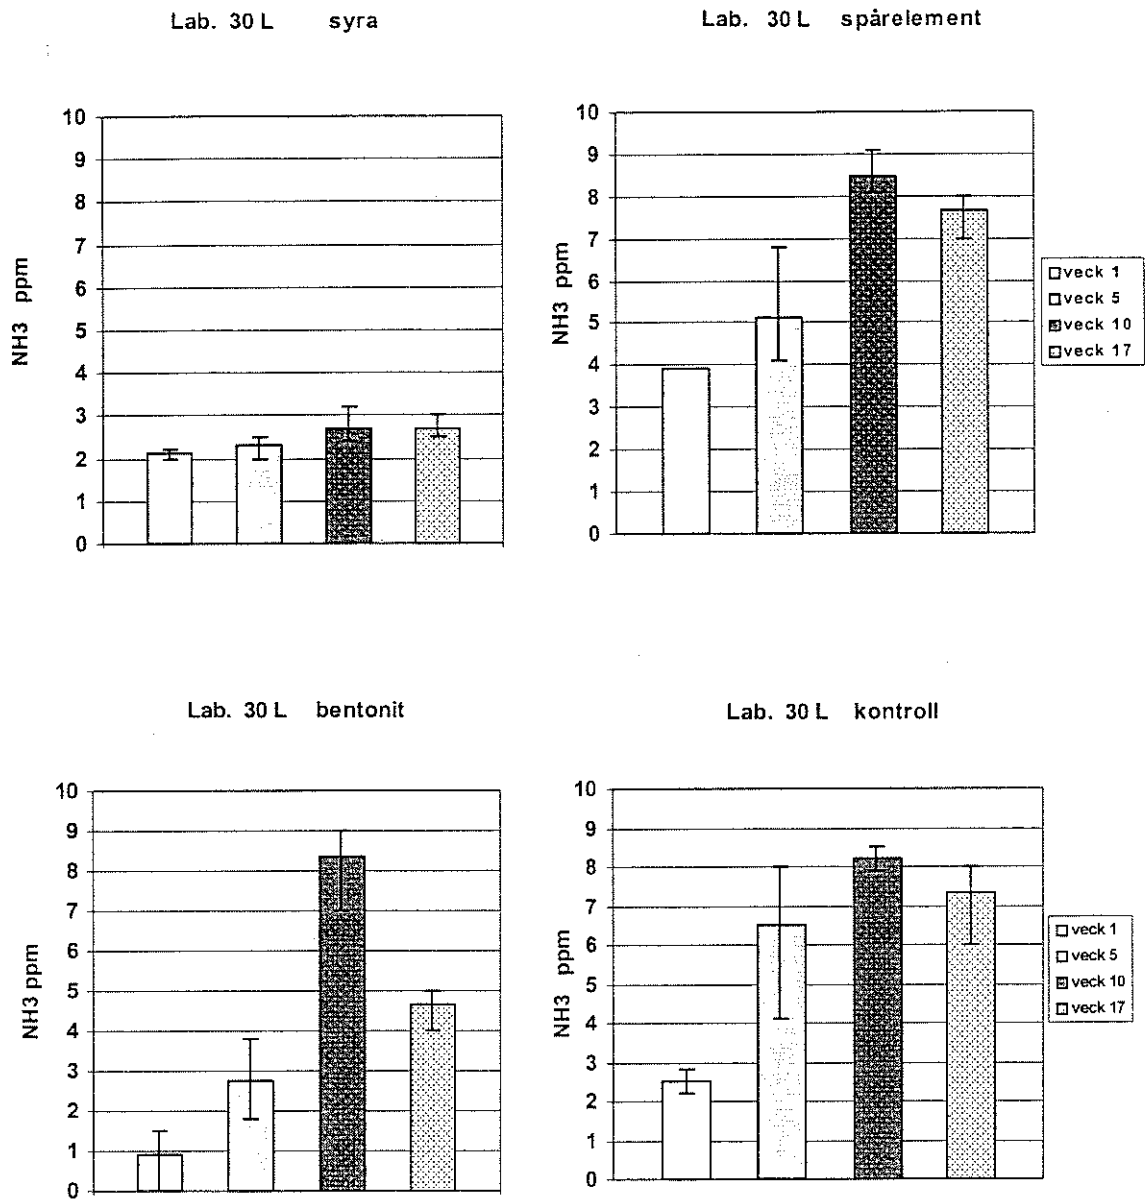 Lab. 30 L syra
10
9
8
7
6
5
4
3
2
1
0
NH3 ppm
Lab. 30 L spårelement
10
9
8
7
6
5
4
3
2
1
0
NH3 ppm
veck 1
veck 5
veck 10
veck 17
Lab. 30 L bentonit
10
9
8
7
6
5
4
3
2
1
0
NH3 ppm
Lab. 30 L kontroll
10
9
8
7
6
5
4
3
2
1
0
NH3 ppm
veck 1
veck 5
veck 10
veck 17